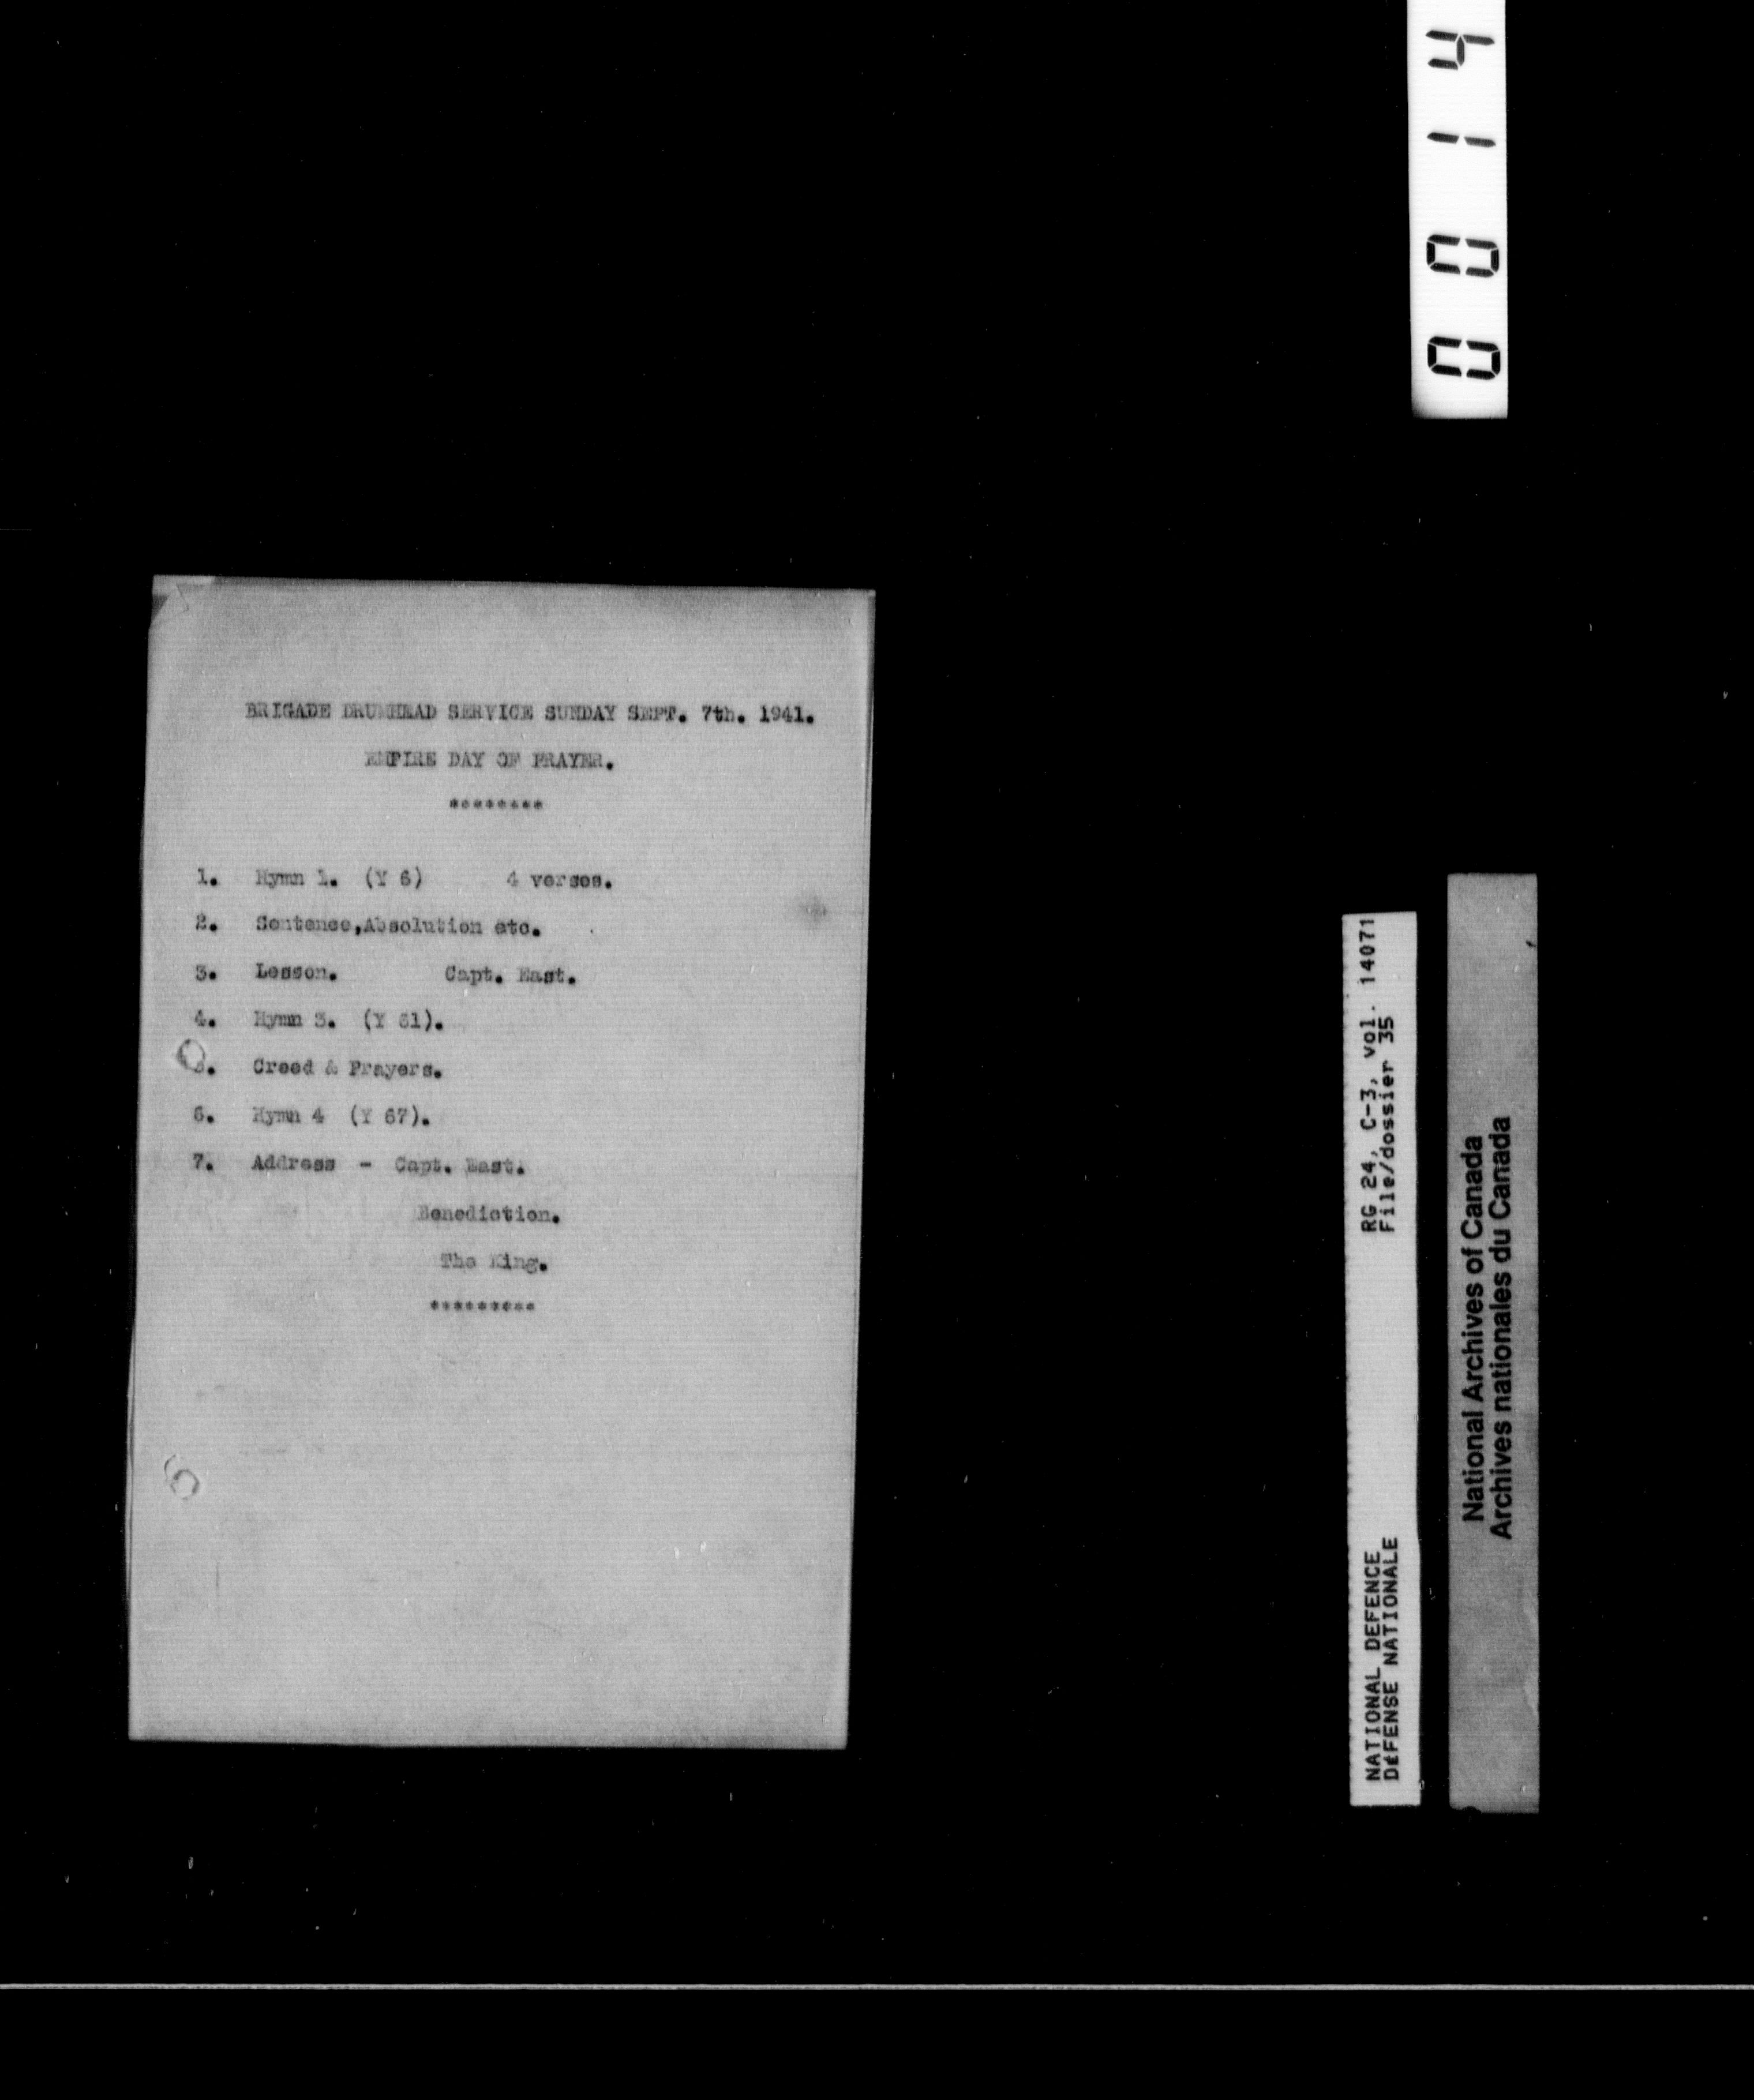 BRIGADE DRUMHEAD SERVICE SUNDAY SEPT. 7th. 1941.
EMPIRE DAY OF PRAYER.
********
1. Hymn 1. (Y 6) 4 verses.
2. Sentence,Absolution etc.
3. Lesson. Capt. East.
4. Hymn 3. (Y 61).
5. Creed & Prayers.
6. Hymn 4 (Y 67).
7. Address - Capt. East.
Benediction.
The King.
*********
0014
RG 24, C-3, vol. 14071
File/dossier 35
NATIONAL DEFENCE
DÉFENSE NATIONALE
National Archives of Canada
Archives nationales du Canada